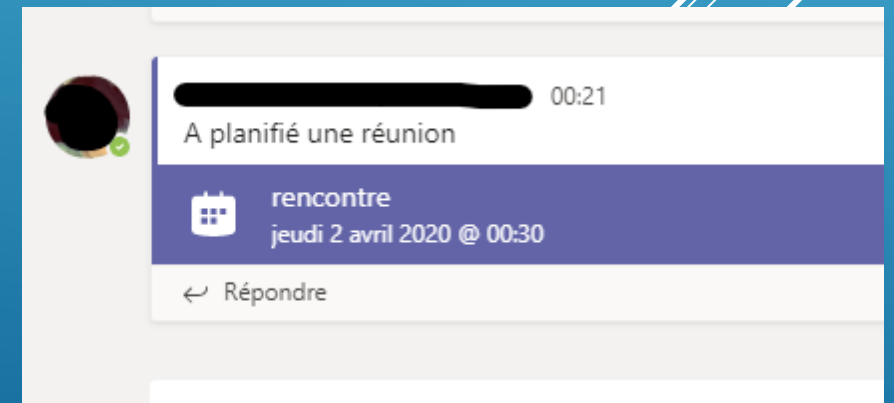 00:21
A planifié une réunion
rencontre
jeudi 2 avril 2020 @ 00:30
Répondre